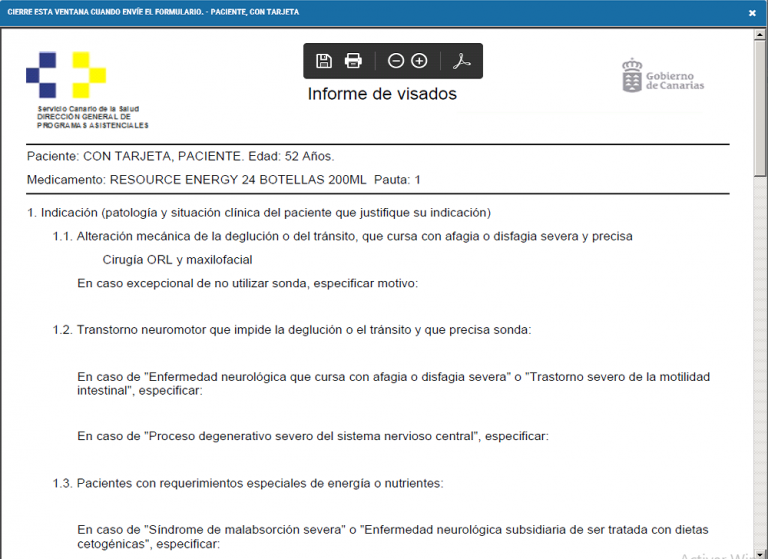 CIERRE ESTA VENTANA CUANDO ENVÍE EL FORMULARIO. - PACIENTE, CON TARJETA
Servicio Canario de la Salud
DIRECCIÓN GENERAL DE
PROGRAMAS ASISTENCIALES
Informe de visados
Gobierno
de Canarias
Paciente: CON TARJETA, PACIENTE. Edad: 52 Años.
Medicamento: RESOURCE ENERGY 24 BOTELLAS 200ML Pauta: 1
1. Indicación (patología y situación clínica del paciente que justifique su indicación)
1.1. Alteración mecánica de la deglución o del tránsito, que cursa con afagia o disfagia severa y precisa
Cirugía ORL y maxilofacial
En caso excepcional de no utilizar sonda, especificar motivo:
1.2. Transtorno neuromotor que impide la deglución o el tránsito y que precisa sonda:
En caso de "Enfermedad neurológica que cursa con afagia o disfagia severa" o "Trastorno severo de la motilidad
intestinal", especificar:
En caso de "Proceso degenerativo severo del sistema nervioso central", especificar:
1.3. Pacientes con requerimientos especiales de energía o nutrientes:
En caso de "Síndrome de malabsorción severa" o "Enfermedad neurológica subsidiaria de ser tratada con dietas
cetogénicas", especificar: